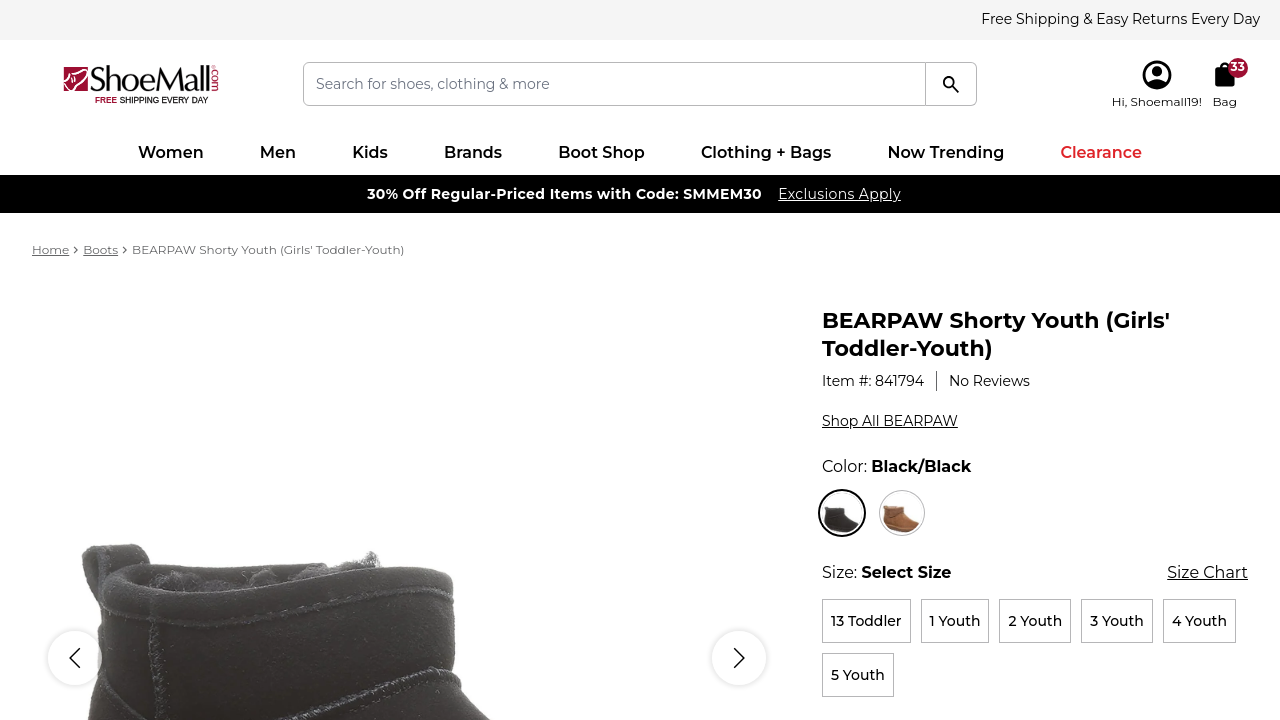 Free Shipping & Easy Returns Every Day
ShoeMall.com
FREE SHIPPING EVERY DAY
Search for shoes, clothing & more
33
Hi, Shoemall19!
Bag
Women
Men
Kids
Brands
Boot Shop
Clothing + Bags
Now Trending
Clearance
30% Off Regular-Priced Items with Code: SMMEM30 Exclusions Apply
Home > Boots > BEARPAW Shorty Youth (Girls' Toddler-Youth)
BEARPAW Shorty Youth (Girls'
Toddler-Youth)
Item #: 841794 | No Reviews
Shop All BEARPAW
Color: Black/Black
Size: Select Size
Size Chart
13 Toddler
1 Youth
2 Youth
3 Youth
4 Youth
5 Youth